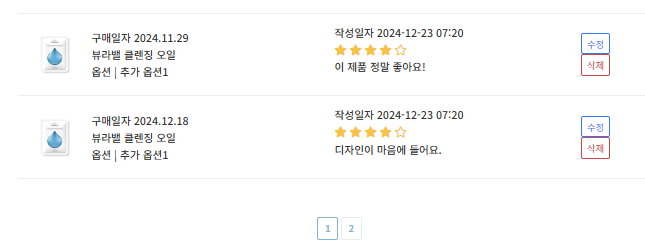 구매일자 2024.11.29
뷰라밸 클렌징 오일
옵션 | 추가 옵션1
작성일자 2024-12-23 07:20
이 제품 정말 좋아요!
수정
삭제
구매일자 2024.12.18
뷰라밸 클렌징 오일
옵션 | 추가 옵션1
작성일자 2024-12-23 07:20
디자인이 마음에 들어요.
수정
삭제
1 2